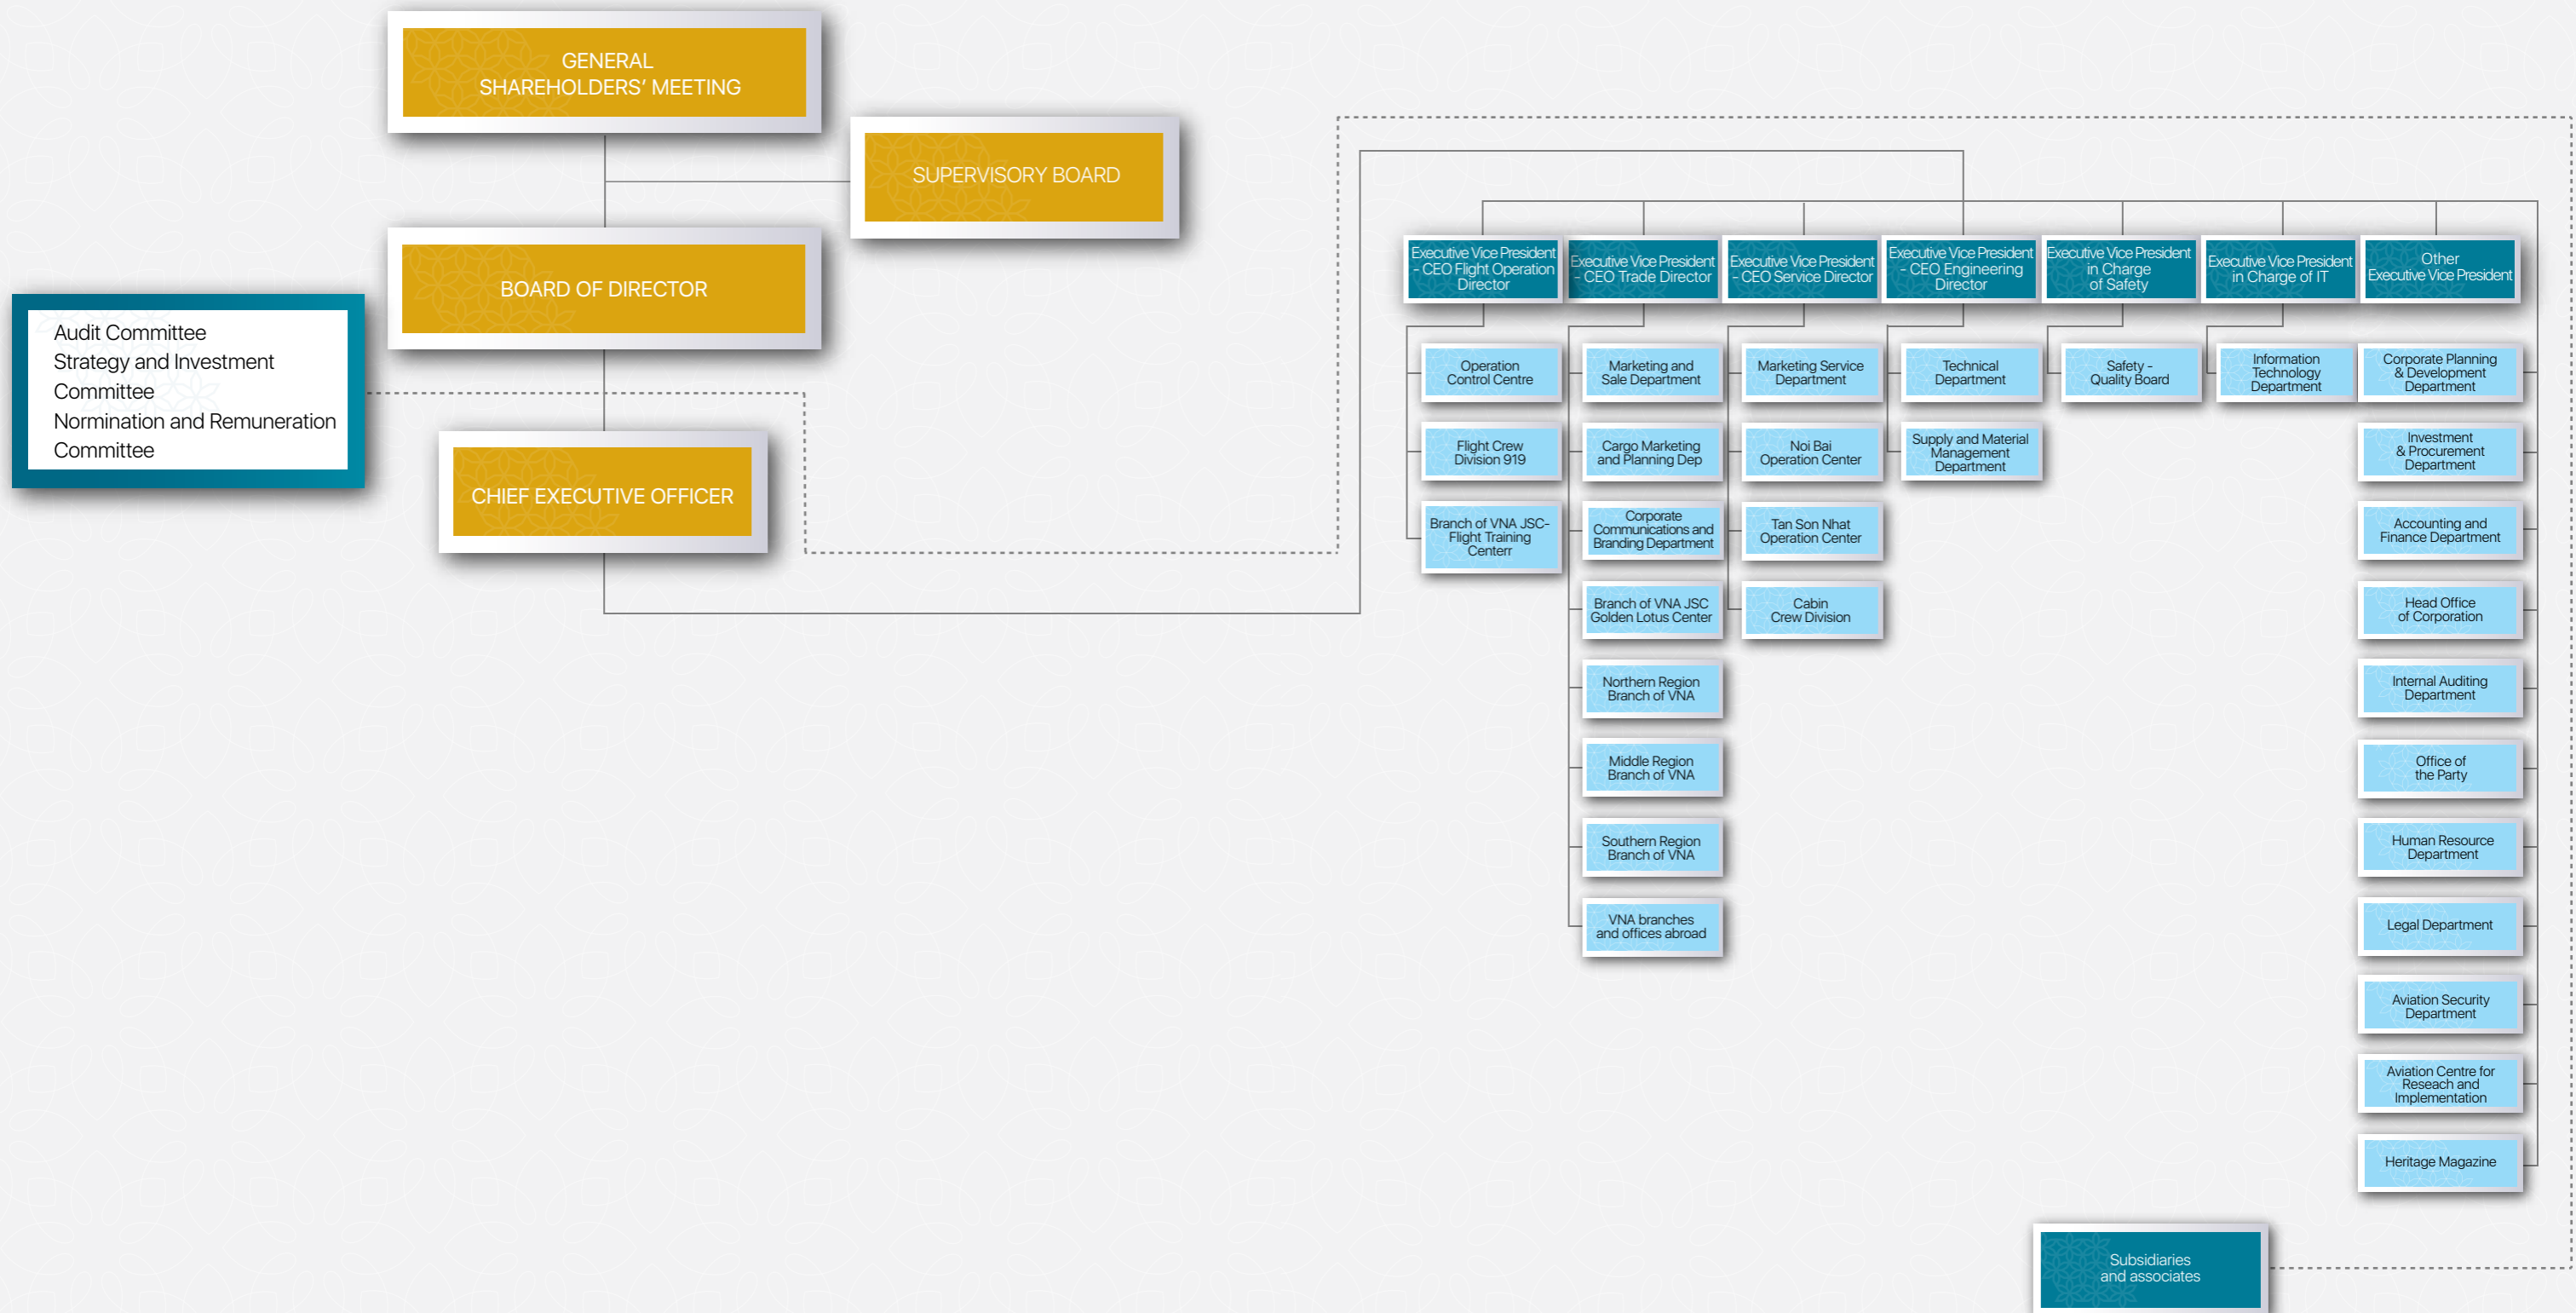 GENERAL
SHAREHOLDERS' MEETING
SUPERVISORY BOARD
BOARD OF DIRECTOR
Audit Committee
Strategy and Investment
Committee
Normination and Remuneration
Committee
CHIEF EXECUTIVE OFFICER
Executive Vice President
- CEO Flight Operation
Director
Executive Vice President
- CEO Trade Director
Executive Vice President
- CEO Service Director
Executive Vice President
- CEO Engineering
Director
Executive Vice President
in Charge
of Safety
Executive Vice President
in Charge of IT
Other
Executive Vice President
Operation
Control Centre
Flight Crew
Division 919
Branch of VNA JSC-
Flight Training
Centerr
Marketing and
Sale Department
Cargo Marketing
and Planning Dep
Corporate
Communications and
Branding Department
Branch of VNA JSC
Golden Lotus Center
Northern Region
Branch of VNA
Middle Region
Branch of VNA
Southern Region
Branch of VNA
VNA branches
and offices abroad
Marketing Service
Department
Noi Bai
Operation Center
Tan Son Nhat
Operation Center
Cabin
Crew Division
Technical
Department
Supply and Material
Management
Department
Safety -
Quality Board
Information
Technology
Department
Corporate Planning
& Development
Department
Investment
& Procurement
Department
Accounting and
Finance Department
Head Office
of Corporation
Internal Auditing
Department
Office of
the Party
Human Resource
Department
Legal Department
Aviation Security
Department
Aviation Centre for
Reseach and
Implementation
Heritage Magazine
Subsidiaries
and associates